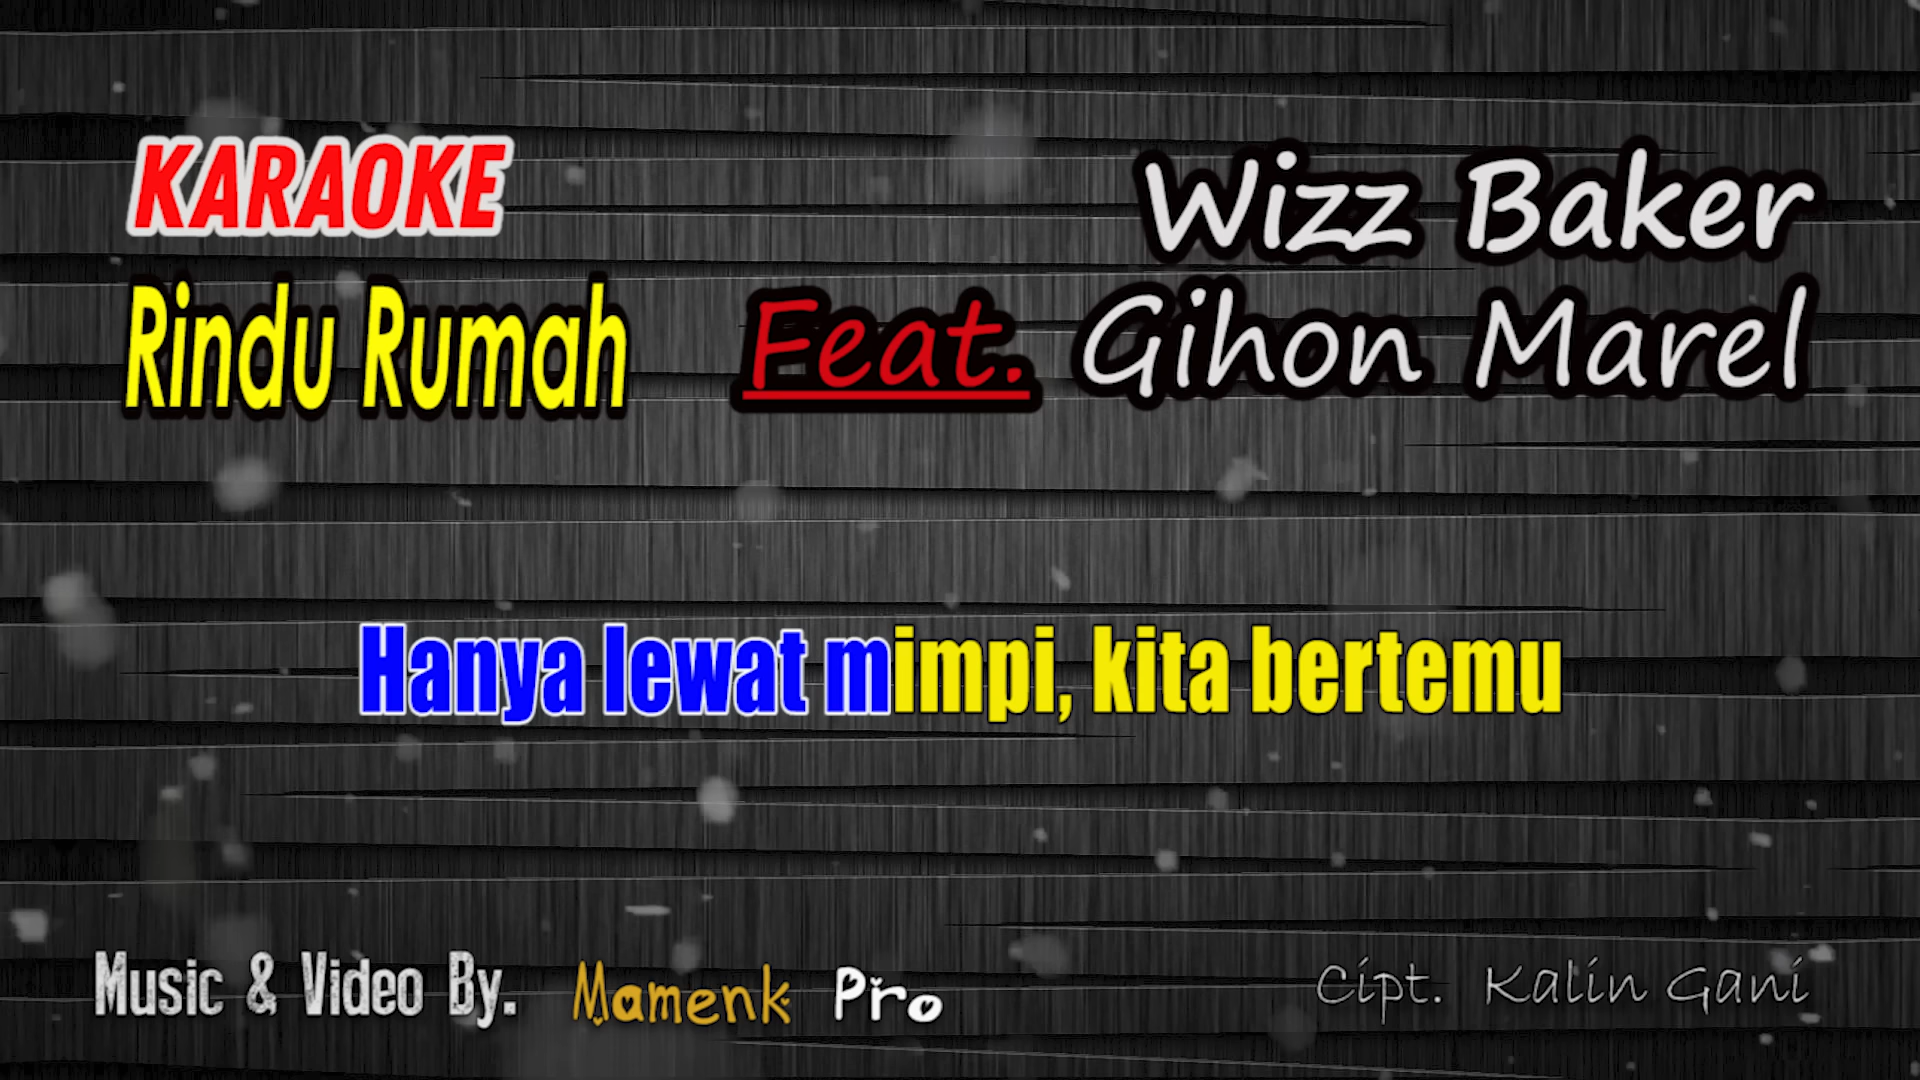 KARAOKE
Wizz Baker
Rindu Rumah
Feat. Gihon Marel
Hanya lewat mimpi, kita bertemu
Music & Video By. Mamenk Pro
Cipt. Kalin Gani